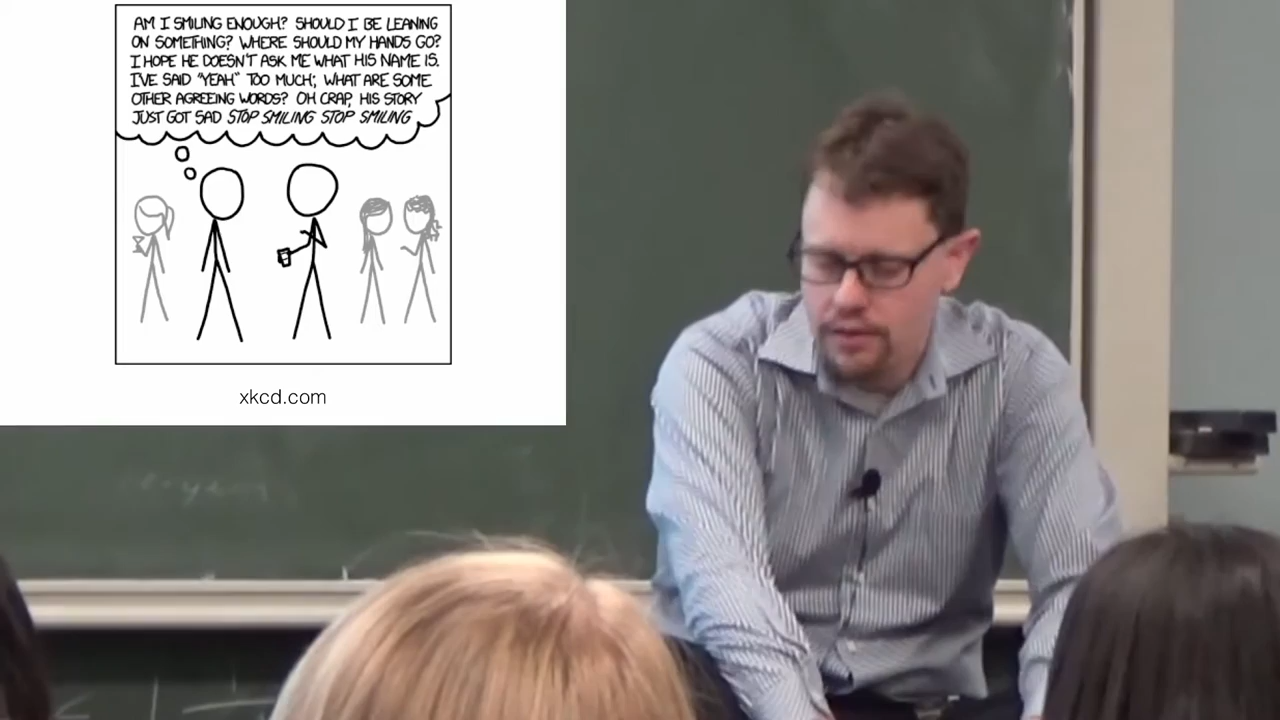 AM I SMILING ENOUGH? SHOULD I BE LEANING
ON SOMETHING? WHERE SHOULD MY HANDS GO?
I HOPE HE DOESN'T ASK ME WHAT HIS NAME IS.
I'VE SAID "YEAH" TOO MUCH; WHAT ARE SOME
OTHER AGREEING WORDS? OH CRAP, HIS STORY
JUST GOT SAD STOP SMILING STOP SMILING
xkcd.com